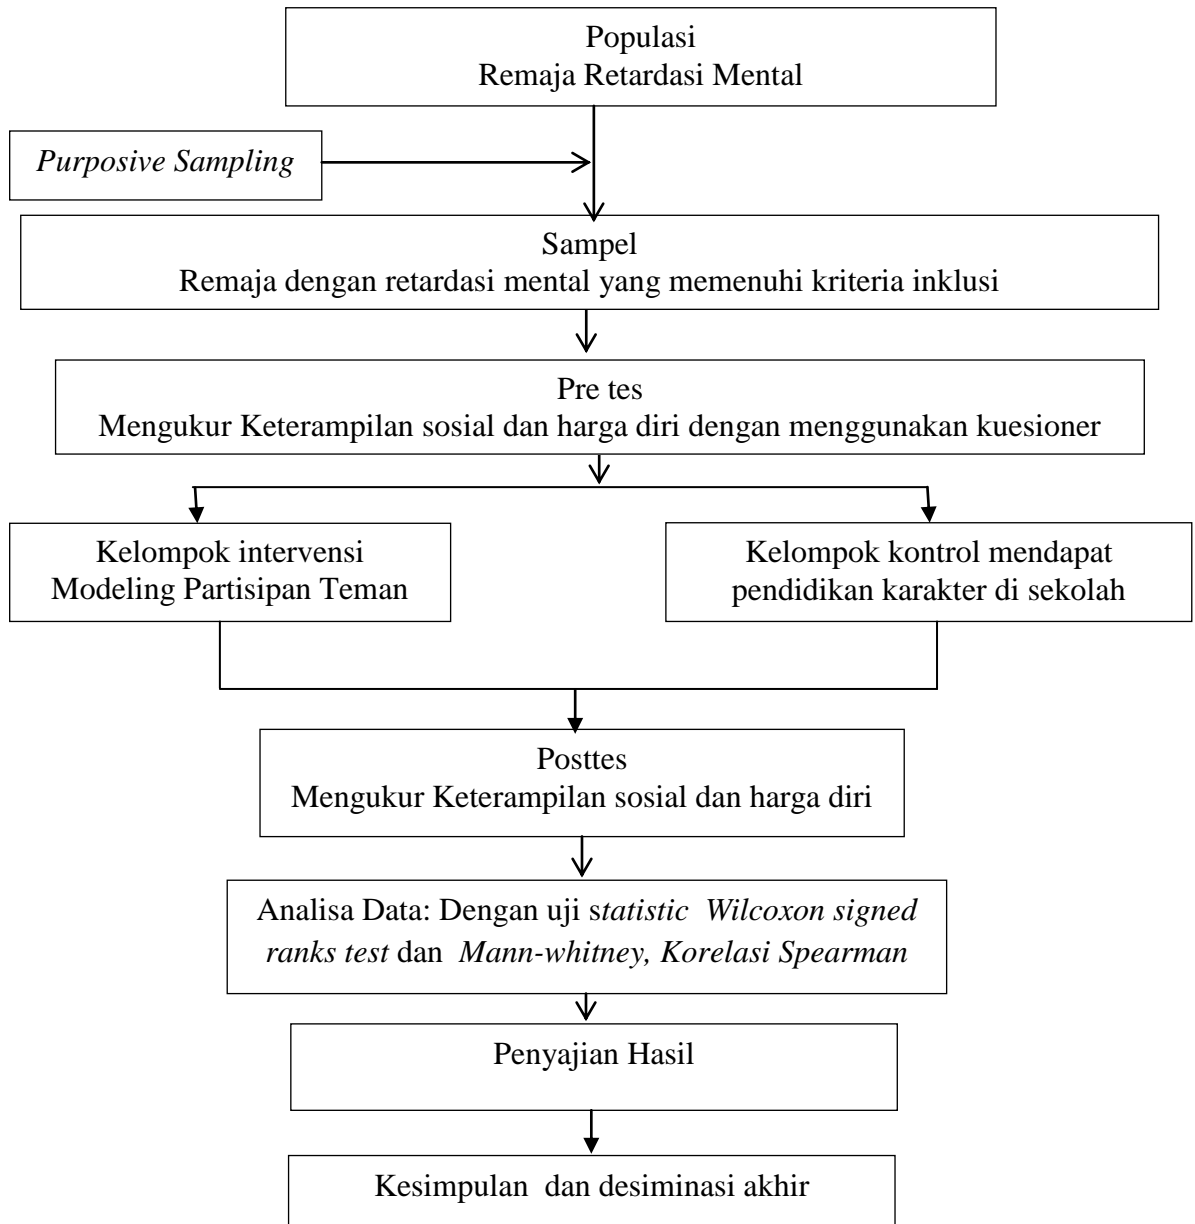 Populasi
Remaja Retardasi Mental
Purposive Sampling
Sampel
Remaja dengan retardasi mental yang memenuhi kriteria inklusi
Pre tes
Mengukur Keterampilan sosial dan harga diri dengan menggunakan kuesioner
Kelompok intervensi
Modeling Partisipan Teman
Kelompok kontrol mendapat
pendidikan karakter di sekolah
Posttes
Mengukur Keterampilan sosial dan harga diri
Analisa Data: Dengan uji statistic Wilcoxon signed
ranks test dan Mann-whitney, Korelasi Spearman
Penyajian Hasil
Kesimpulan dan desiminasi akhir